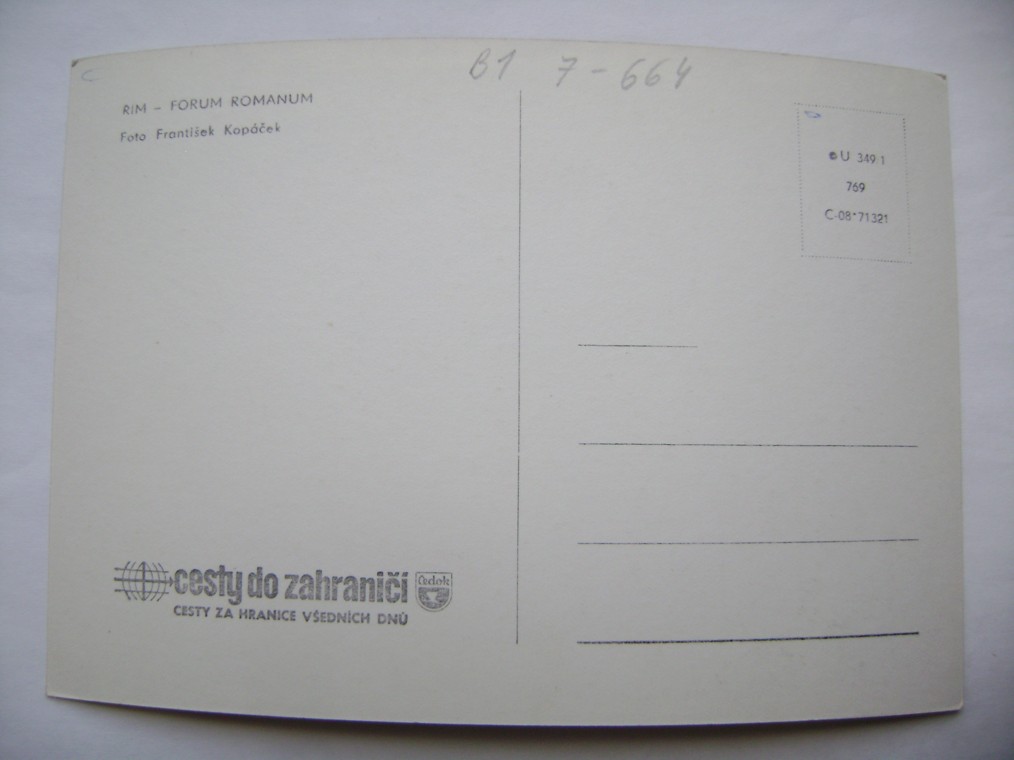 C
B1 7-664
ŘÍM – FORUM ROMANUM
Foto František Kopáček
U 349/1
769
C-08*71321
cesty do zahraničí
Čedok
CESTY ZA HRANICE VŠEDNÍCH DNŮ